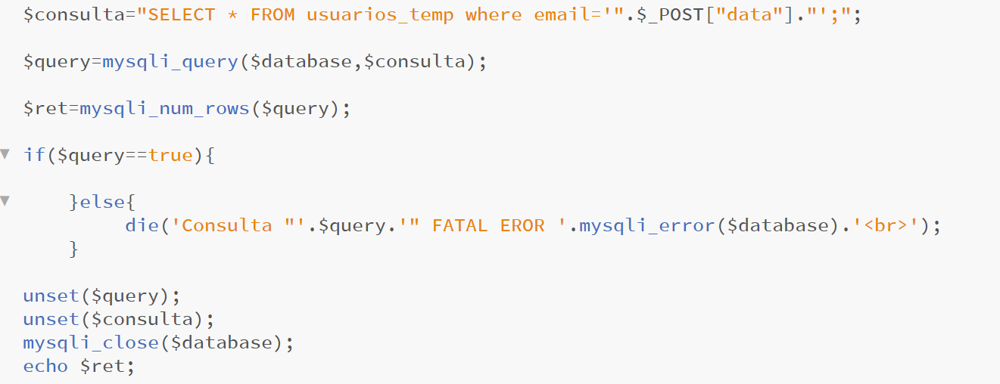 $consulta="SELECT * FROM usuarios_temp where email='".$_POST["data"]."';";
$query=mysqli_query($database,$consulta);
$ret=mysqli_num_rows($query);
if($query==true){
}else{
die('Consulta "'.$query.'" FATAL EROR '.mysqli_error($database).'<br>');
}
unset($query);
unset($consulta);
mysqli_close($database);
echo $ret;